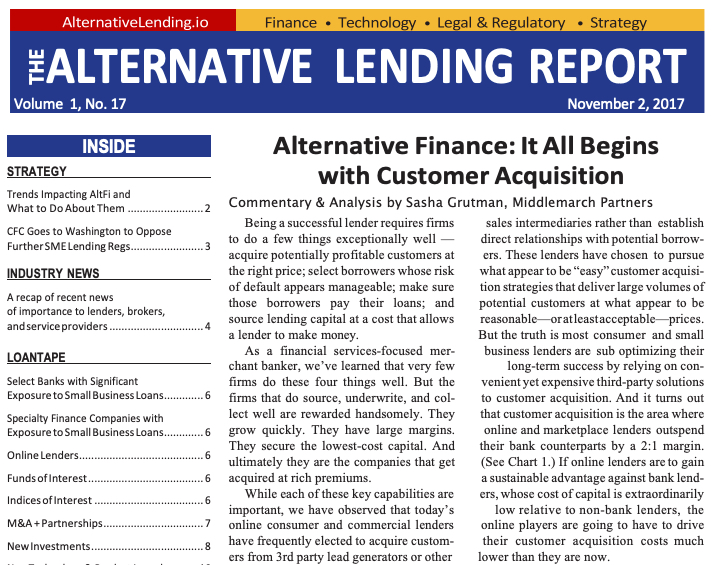 AlternativeLending.io
Finance • Technology • Legal & Regulatory • Strategy
THE ALTERNATIVE LENDING REPORT
Volume 1, No. 17
November 2, 2017
INSIDE
STRATEGY
Trends Impacting AltFi and
What to Do About Them .......................... 2
CFC Goes to Washington to Oppose
Further SME Lending Regs....................... 3
INDUSTRY NEWS
A recap of recent news
of importance to lenders, brokers,
and service providers ................................ 4
LOANTAPE
Select Banks with Significant
Exposure to Small Business Loans............. 6
Specialty Finance Companies with
Exposure to Small Business Loans............. 6
Online Lenders.......................................... 6
Funds of Interest ....................................... 6
Indices of Interest ..................................... 6
M&A + Partnerships.................................. 7
New Investments...................................... 8
Alternative Finance: It All Begins
with Customer Acquisition
Commentary & Analysis by Sasha Grutman, Middlemarch Partners
Being a successful lender requires firms
to do a few things exceptionally well —
acquire potentially profitable customers at
the right price; select borrowers whose risk
of default appears manageable; make sure
those borrowers pay their loans; and
source lending capital at a cost that allows
a lender to make money.
As a financial services-focused mer-
chant banker, we've learned that very few
firms do these four things well. But the
firms that do source, underwrite, and col-
lect well are rewarded handsomely. They
grow quickly. They have large margins.
They secure the lowest-cost capital. And
ultimately they are the companies that get
acquired at rich premiums.
While each of these key capabilities are
important, we have observed that today's
online consumer and commercial lenders
have frequently elected to acquire custom-
ers from 3rd party lead generators or other
sales intermediaries rather than establish
direct relationships with potential borrow-
ers. These lenders have chosen to pursue
what appear to be “easy” customer acquisi-
tion strategies that deliver large volumes of
potential customers at what appear to be
reasonable—or at least acceptable—prices.
But the truth is most consumer and small
business lenders are sub optimizing their
long-term success by relying on con-
venient yet expensive third-party solutions
to customer acquisition. And it turns out
that customer acquisition is the area where
online and marketplace lenders outspend
their bank counterparts by a 2:1 margin.
(See Chart 1.) If online lenders are to gain
a sustainable advantage against bank lend-
ers, whose cost of capital is extraordinarily
low relative to non-bank lenders, the
online players are going to have to drive
their customer acquisition costs much
lower than they are now.